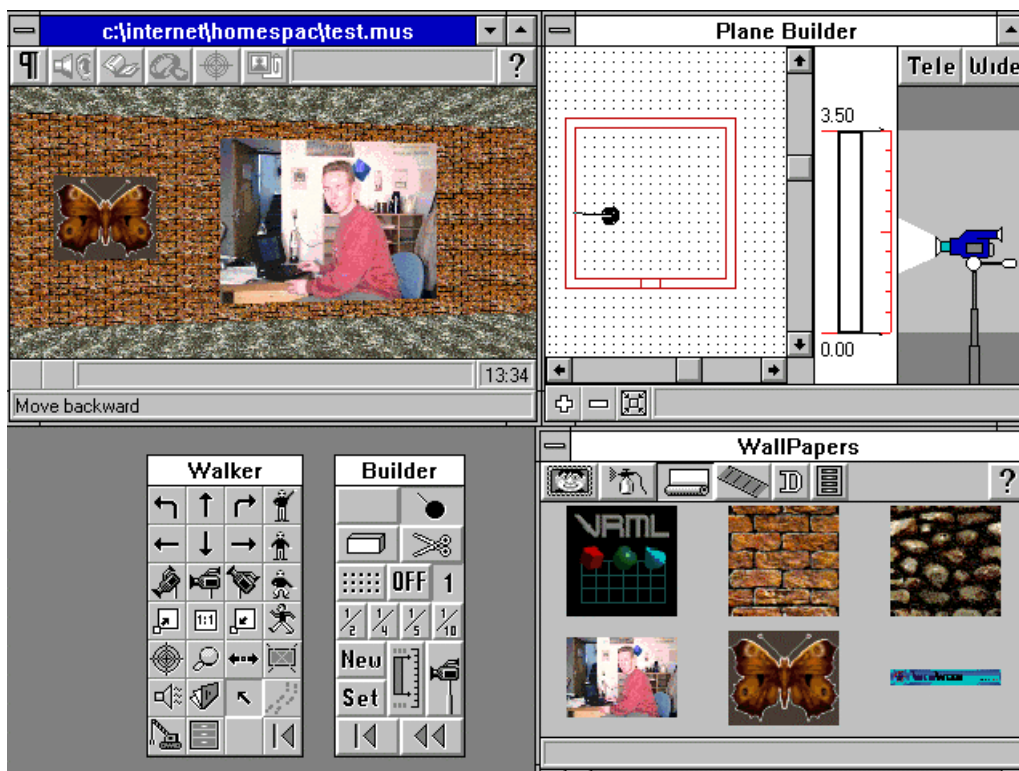 c:\internet\homespac\test.mus
¶
?
13:34
Move backward
Plane Builder
Tele Wide
3.50
0.00
Walker
1:1
Builder
OFF 1
1/2 1/4 1/5 1/10
New
Set
WallPapers
D
?
VRML